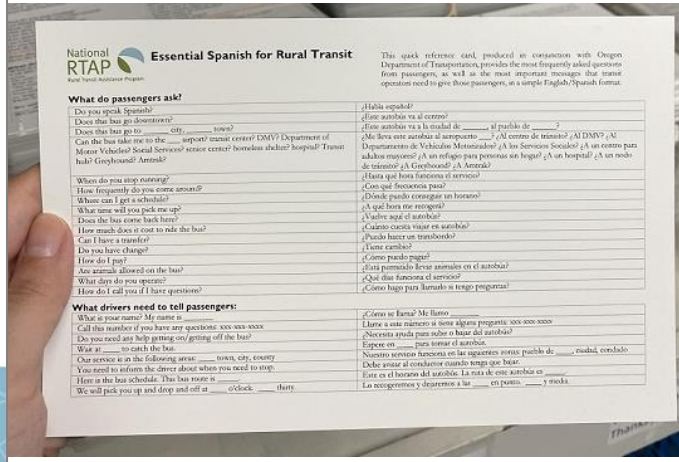 National
RTAP
Rural Transit Assistance Program
Essential Spanish for Rural Transit
This quick reference card, produced in conjunction with Oregon
Department of Transportation, provides the most frequently asked questions
from passengers, as well as the most important messages that transit
operators need to give those passengers, in a simple English/Spanish format.
What do passengers ask?
Do you speak Spanish? ¿Habla español?
Does this bus go downtown? ¿Este autobús va al centro?
Does this bus go to ______ city, ______ town? ¿Este autobús va a la ciudad de ______, al pueblo de ______?
Can the bus take me to the ___ airport? transit center? DMV? Department of
Motor Vehicles? Social Services? senior center? homeless shelter? hospital? Transit
hub? Greyhound? Amtrak?
¿Me lleva este autobús al aeropuerto ___? ¿Al centro de tránsito? ¿Al DMV? ¿Al
Departamento de Vehículos Motorizados? ¿A los Servicios Sociales? ¿A un centro para
adultos mayores? ¿A un refugio para personas sin hogar? ¿A un hospital? ¿A un nodo
de tránsito? ¿A Greyhound? ¿A Amtrak?
When do you stop running? ¿Hasta qué hora funciona el servicio?
How frequently do you come around? ¿Con qué frecuencia pasa?
Where can I get a schedule? ¿Dónde puedo conseguir un horario?
What time will you pick me up? ¿A qué hora me recogerá?
Does the bus come back here? ¿Vuelve aquí el autobús?
How much does it cost to ride the bus? ¿Cuánto cuesta viajar en autobús?
Can I have a transfer? ¿Puedo hacer un transbordo?
Do you have change? ¿Tiene cambio?
How do I pay? ¿Cómo puedo pagar?
Are animals allowed on the bus? ¿Está permitido llevar animales en el autobús?
What days do you operate? ¿Qué días funciona el servicio?
How do I call you if I have questions? ¿Cómo hago para llamarlo si tengo preguntas?
What drivers need to tell passengers:
What is your name? My name is ______ ¿Cómo se llama? Me llamo ______
Call this number if you have any questions: xxx-xxx-xxxx Llame a este número si tiene alguna pregunta: xxx-xxx-xxxx
Do you need any help getting on/getting off the bus? ¿Necesita ayuda para subir o bajar del autobús?
Wait at ____ to catch the bus. Espere en ____ para tomar el autobús.
Our service is in the following areas: ____ town, city, county Nuestro servicio funciona en las siguientes zonas: pueblo de ____, ciudad, condado
You need to inform the driver about when you need to stop. Debe avisar al conductor cuando tenga que bajar.
Here is the bus schedule. This bus route is ______ Este es el horario del autobús. La ruta de este autobús es ______
We will pick you up and drop and off at ____ o'clock. ____ thirty. Lo recogeremos y dejaremos a las ____ en punto. ____ y media.